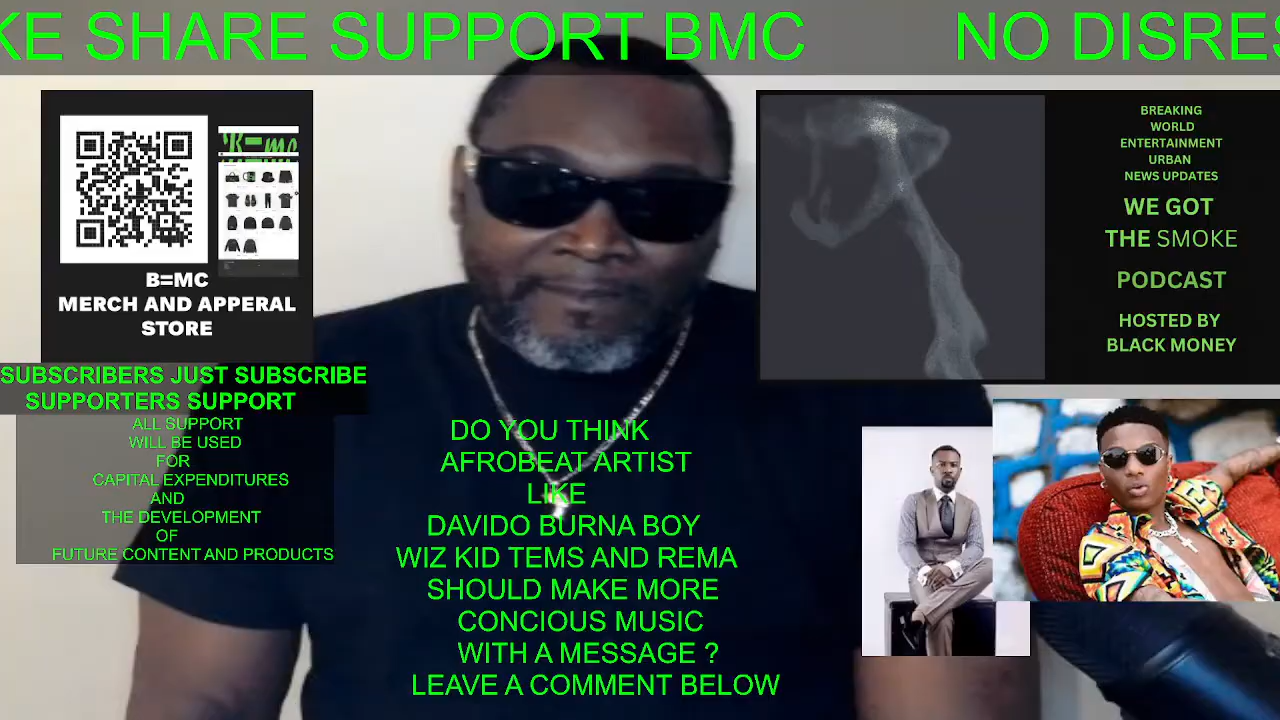 KE SHARE SUPPORT BMC
NO DISRES
B=mc
B=MC
MERCH AND APPERAL
STORE
SUBSCRIBERS JUST SUBSCRIBE
SUPPORTERS SUPPORT
ALL SUPPORT
WILL BE USED
FOR
CAPITAL EXPENDITURES
AND
THE DEVELOPMENT
OF
FUTURE CONTENT AND PRODUCTS
DO YOU THINK
AFROBEAT ARTIST
LIKE
DAVIDO BURNA BOY
WIZ KID TEMS AND REMA
SHOULD MAKE MORE
CONCIOUS MUSIC
WITH A MESSAGE ?
LEAVE A COMMENT BELOW
BREAKING
WORLD
ENTERTAINMENT
URBAN
NEWS UPDATES
WE GOT
THE SMOKE
PODCAST
HOSTED BY
BLACK MONEY